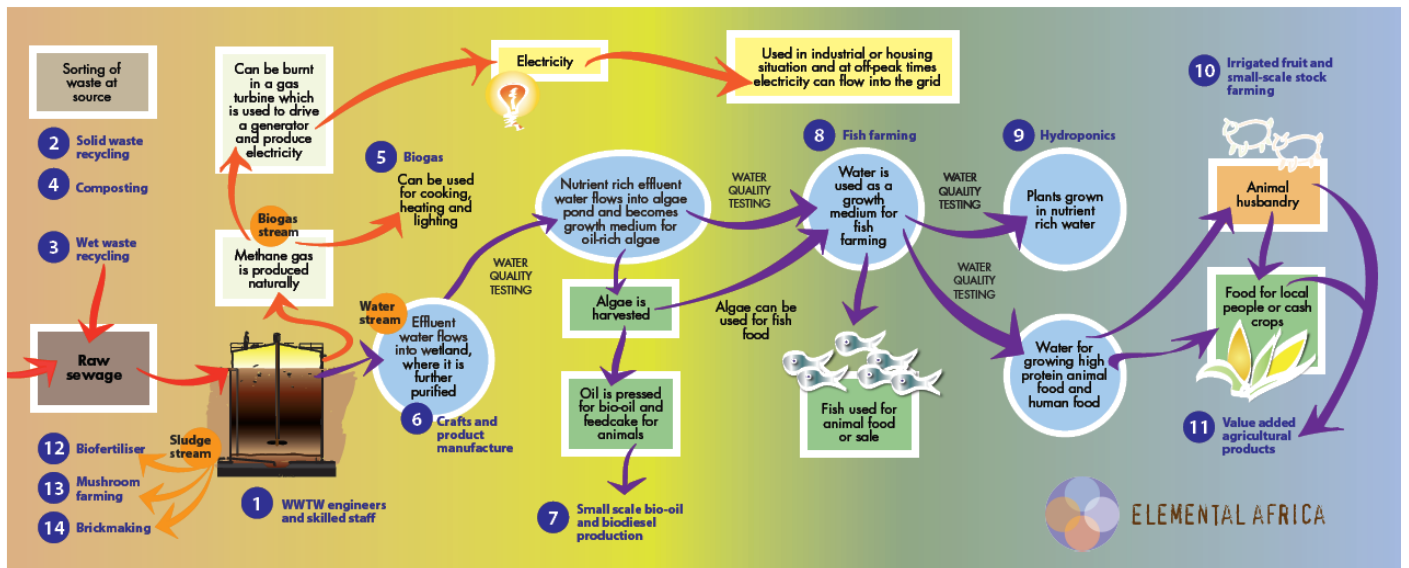 Sorting of
waste at
source
2 Solid waste
recycling
4 Composting
3 Wet waste
recycling
Raw
sewage
12 Biofertiliser
13 Mushroom
farming
14 Brickmaking
Sludge
stream
1 WWTW engineers
and skilled staff
Can be burnt
in a gas
turbine which
is used to drive
a generator
and produce
electricity
Biogas
stream
Methane gas
is produced
naturally
5 Biogas
Can be used
for cooking,
heating and
lighting
Electricity
Used in industrial or housing
situation and at off-peak times
electricity can flow into the grid
Water
stream
Effluent
water flows
into wetland,
where it is
further
purified
6 Crafts and
product
manufacture
WATER
QUALITY
TESTING
Nutrient rich effluent
water flows into algae
pond and becomes
growth medium for
oil-rich algae
Algae is
harvested
Oil is pressed
for bio-oil and
feedcake for
animals
7 Small scale bio-oil
and biodiesel
production
WATER
QUALITY
TESTING
Algae can be
used for fish
food
8 Fish farming
Water is
used as a
growth
medium for
fish
farming
Fish used for
animal food
or sale
WATER
QUALITY
TESTING
9 Hydroponics
Plants grown
in nutrient
rich water
WATER
QUALITY
TESTING
Water for
growing high
protein animal
food and
human food
10 Irrigated fruit and
small-scale stock
farming
Animal
husbandry
Food for local
people or cash
crops
11 Value added
agricultural
products
ELEMENTAL AFRICA